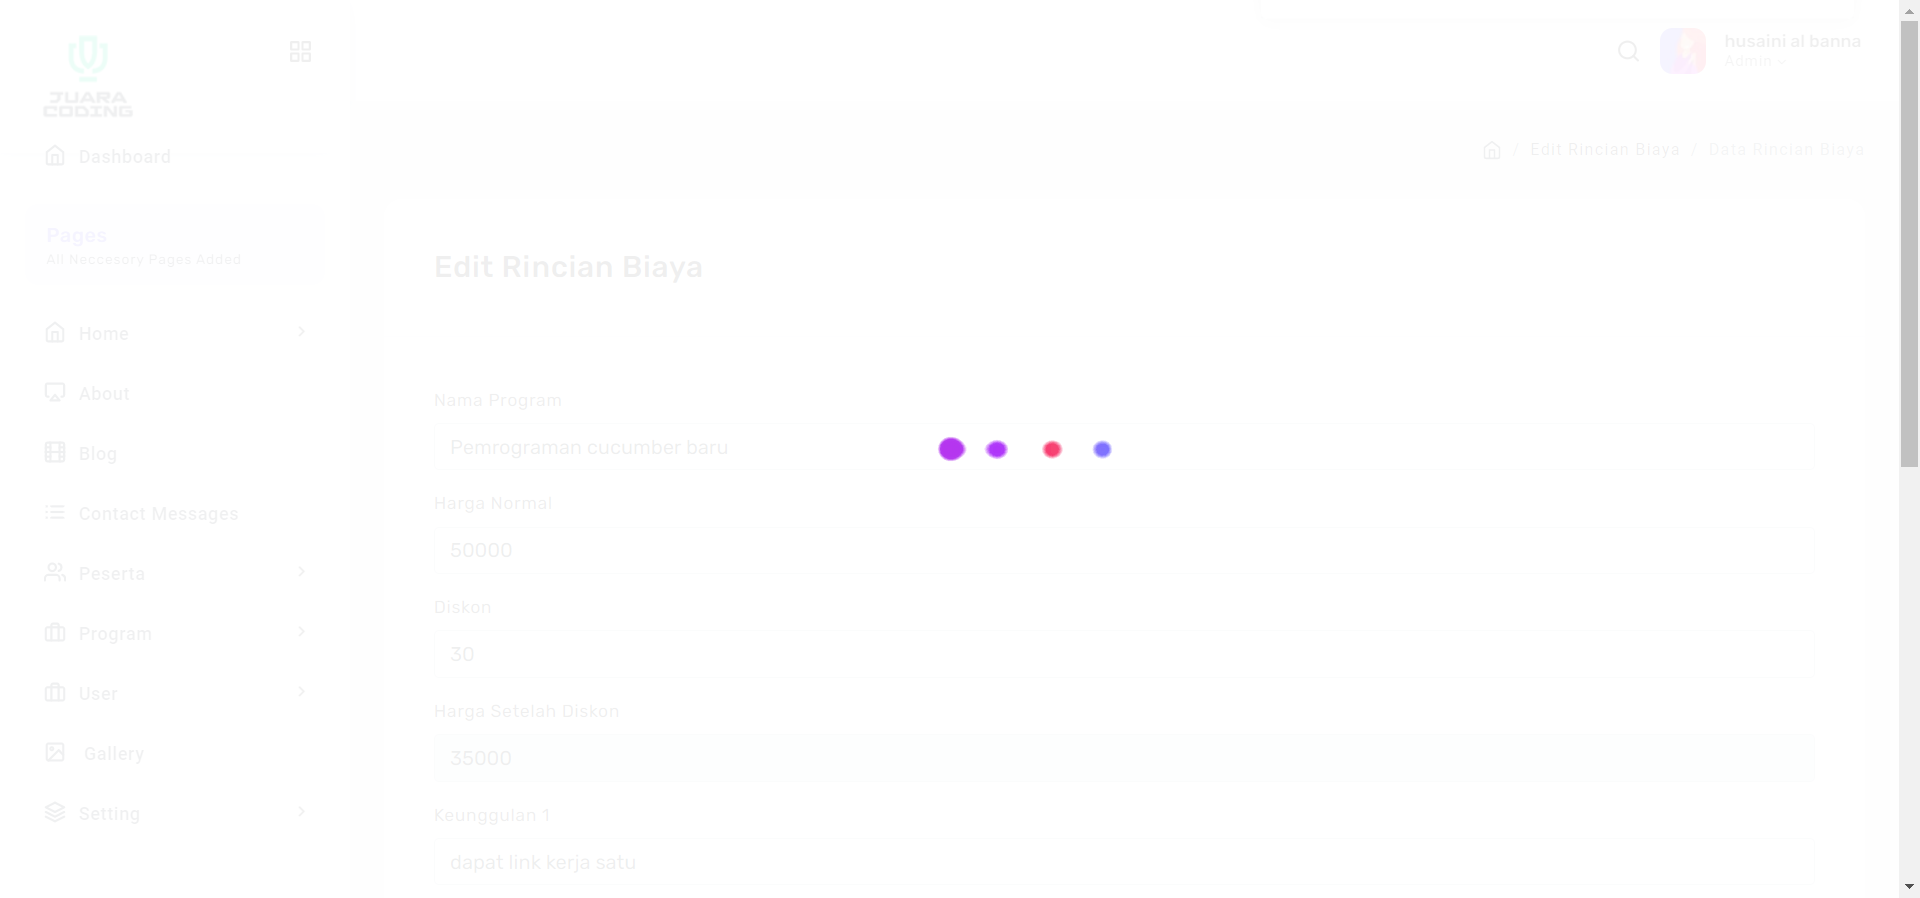 JUARA
CODING
husaini al banna
Admin
Dashboard
Edit Rincian Biaya / Data Rincian Biaya
Pages
All Neccesory Pages Added
Home
About
Blog
Contact Messages
Peserta
Program
User
Gallery
Setting
Edit Rincian Biaya
Nama Program
Pemrograman cucumber baru
Harga Normal
50000
Diskon
30
Harga Setelah Diskon
35000
Keunggulan 1
dapat link kerja satu